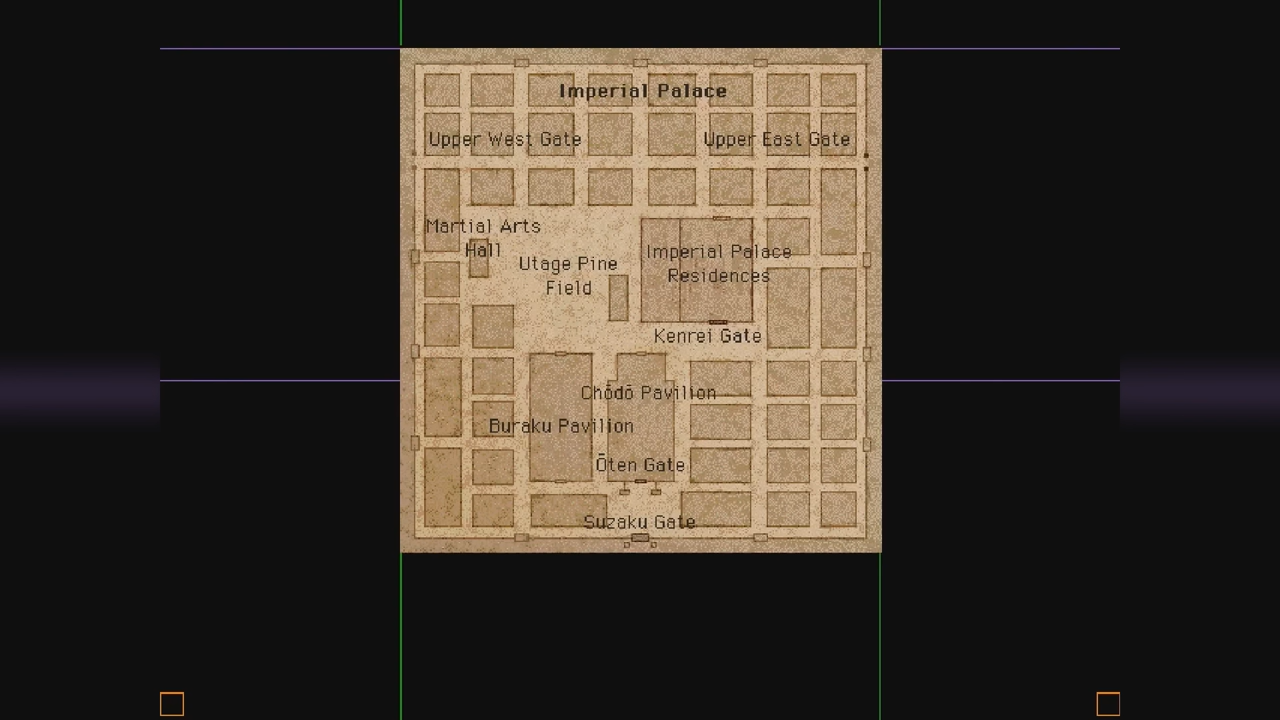 Imperial Palace
Upper West Gate
Upper East Gate
Martial Arts
Hall
Utage Pine
Field
Imperial Palace
Residences
Kenrei Gate
Chōdō Pavilion
Buraku Pavilion
Ōten Gate
Suzaku Gate